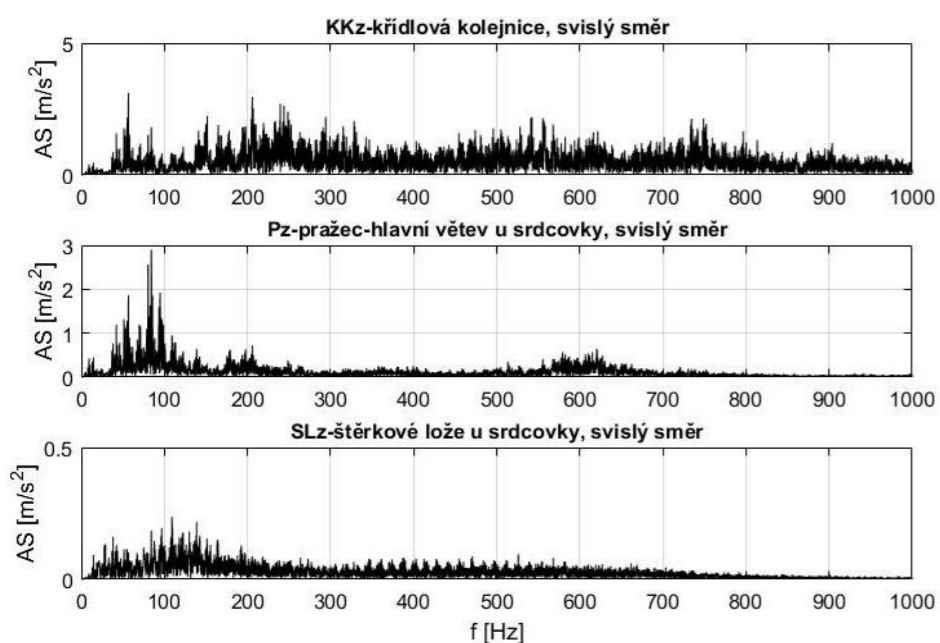 KKz-křídlová kolejnice, svislý směr
AS [m/s²]
5
0
0 100 200 300 400 500 600 700 800 900 1000
Pz-pražec-hlavní větev u srdcovky, svislý směr
AS [m/s²]
3
2
1
0
0 100 200 300 400 500 600 700 800 900 1000
SLz-štěrkové lože u srdcovky, svislý směr
AS [m/s²]
0.5
0
0 100 200 300 400 500 600 700 800 900 1000
f [Hz]